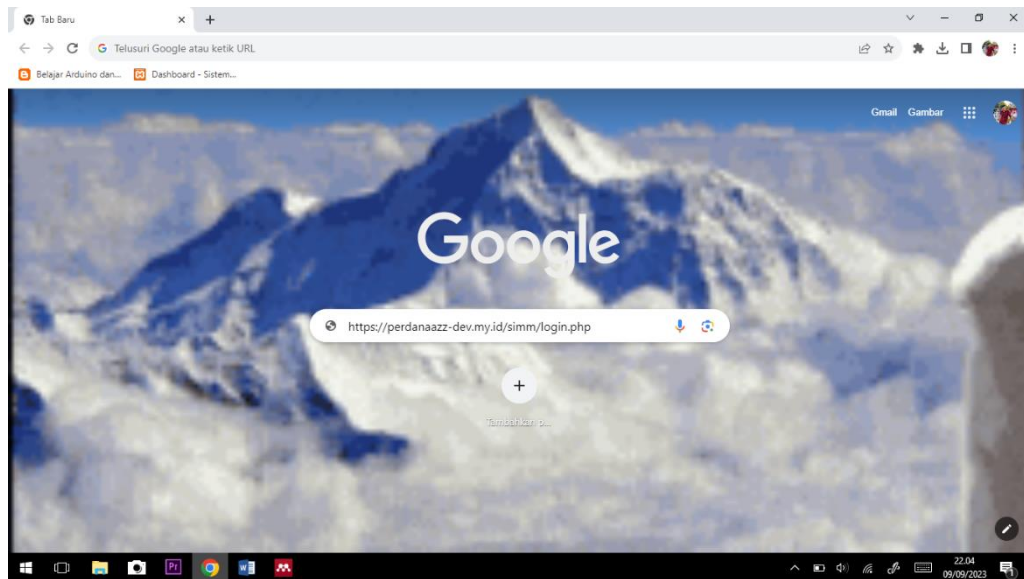 Tab Baru
Telusuri Google atau ketik URL
Belajar Arduino dan... Dashboard - Sistem...
Gmail Gambar
Google
https://perdanaazz-dev.my.id/simm/login.php
Tambahkan p...
22.04
09/09/2023